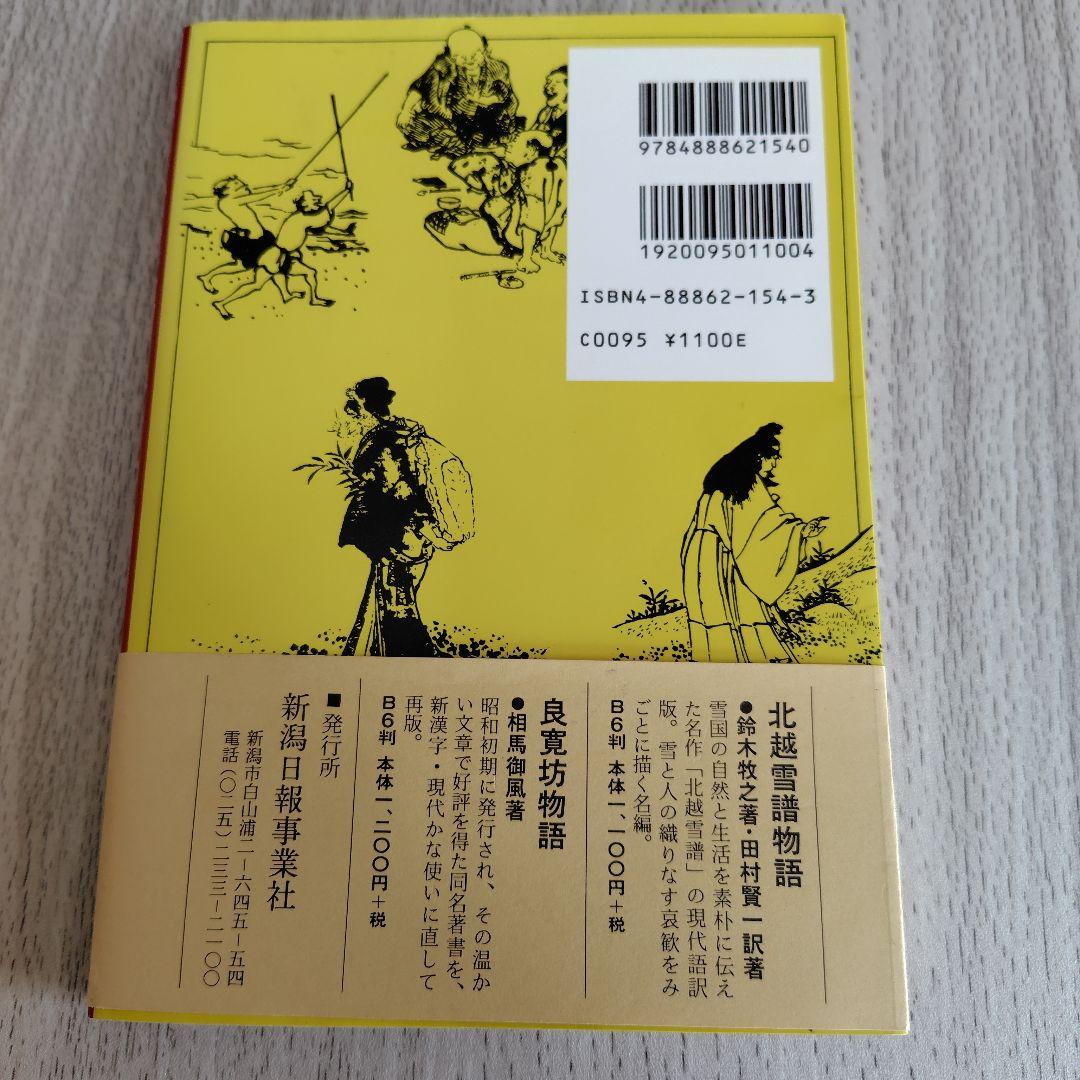 9784888621540
1920095011004
ISBN4-88862-154-3
C0095 ¥1100E
北越雪譜物語
●鈴木牧之著・田村賢一訳著
雪国の自然と生活を素朴に伝え
た名作「北越雪譜」の現代語訳
版。雪と人の織りなす哀歓をみ
ごとに描く名編。
B6判 本体一、一〇〇円+税
良寛坊物語
●相馬御風著
昭和初期に発行され、その温か
い文章で好評を得た同名著書を、
新漢字・現代かな使いに直して
再版。
B6判 本体一、二〇〇円+税
■発行所
新潟日報事業社
新潟市白山浦二−六四五−五四
電話(〇二五)二三三−二一〇〇